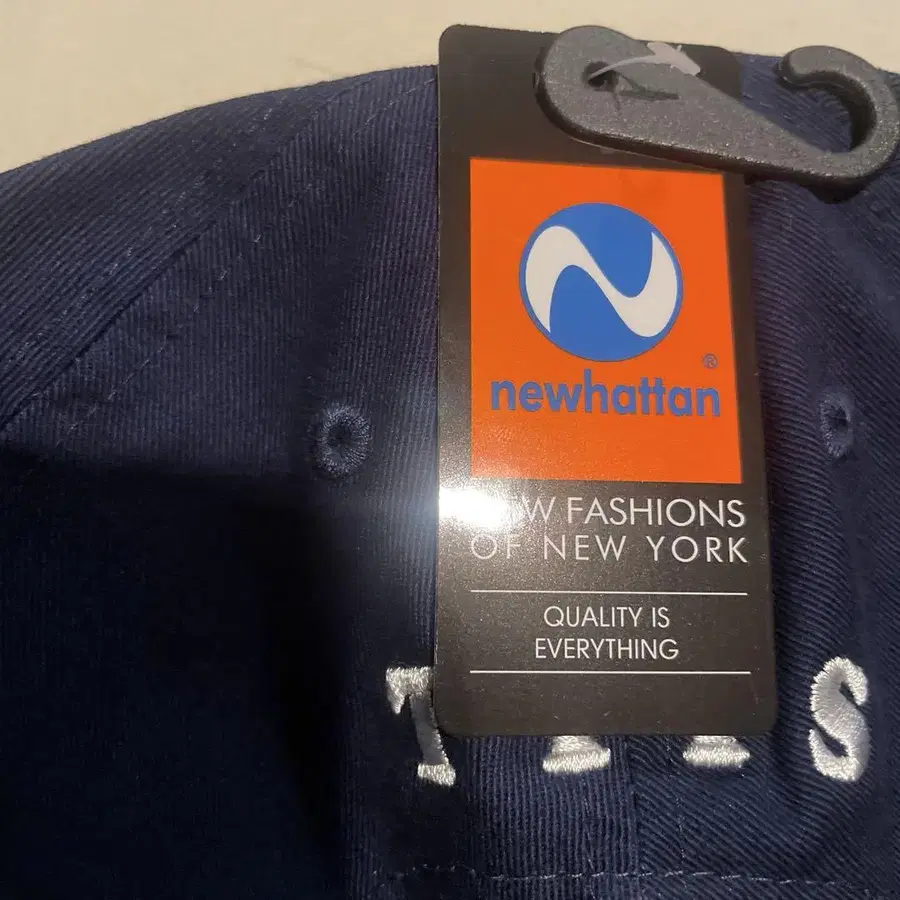 newhattan ®
FASHIONS
OF NEW YORK
QUALITY IS
EVERYTHING